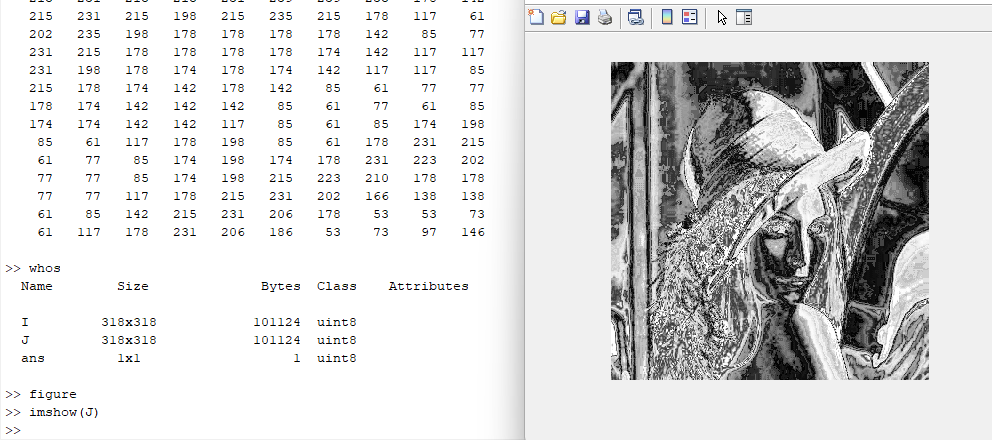 215 231 215 198 215 235 215 178 117 61
202 235 198 178 178 178 178 142 85 77
231 215 178 178 178 178 174 142 117 117
231 198 178 174 178 174 142 117 117 85
215 178 174 142 178 142 85 61 77 77
178 174 142 142 142 85 61 77 61 85
174 174 142 142 117 85 61 85 174 198
85 61 117 178 198 85 61 178 231 215
61 77 85 174 198 174 178 231 223 202
77 77 85 174 198 215 223 210 178 178
77 77 117 178 215 231 202 166 138 138
61 85 142 215 231 206 178 53 53 73
61 117 178 231 206 186 53 73 97 146
>> whos
Name Size Bytes Class Attributes
I 318x318 101124 uint8
J 318x318 101124 uint8
ans 1x1 1 uint8
>> figure
>> imshow(J)
>>